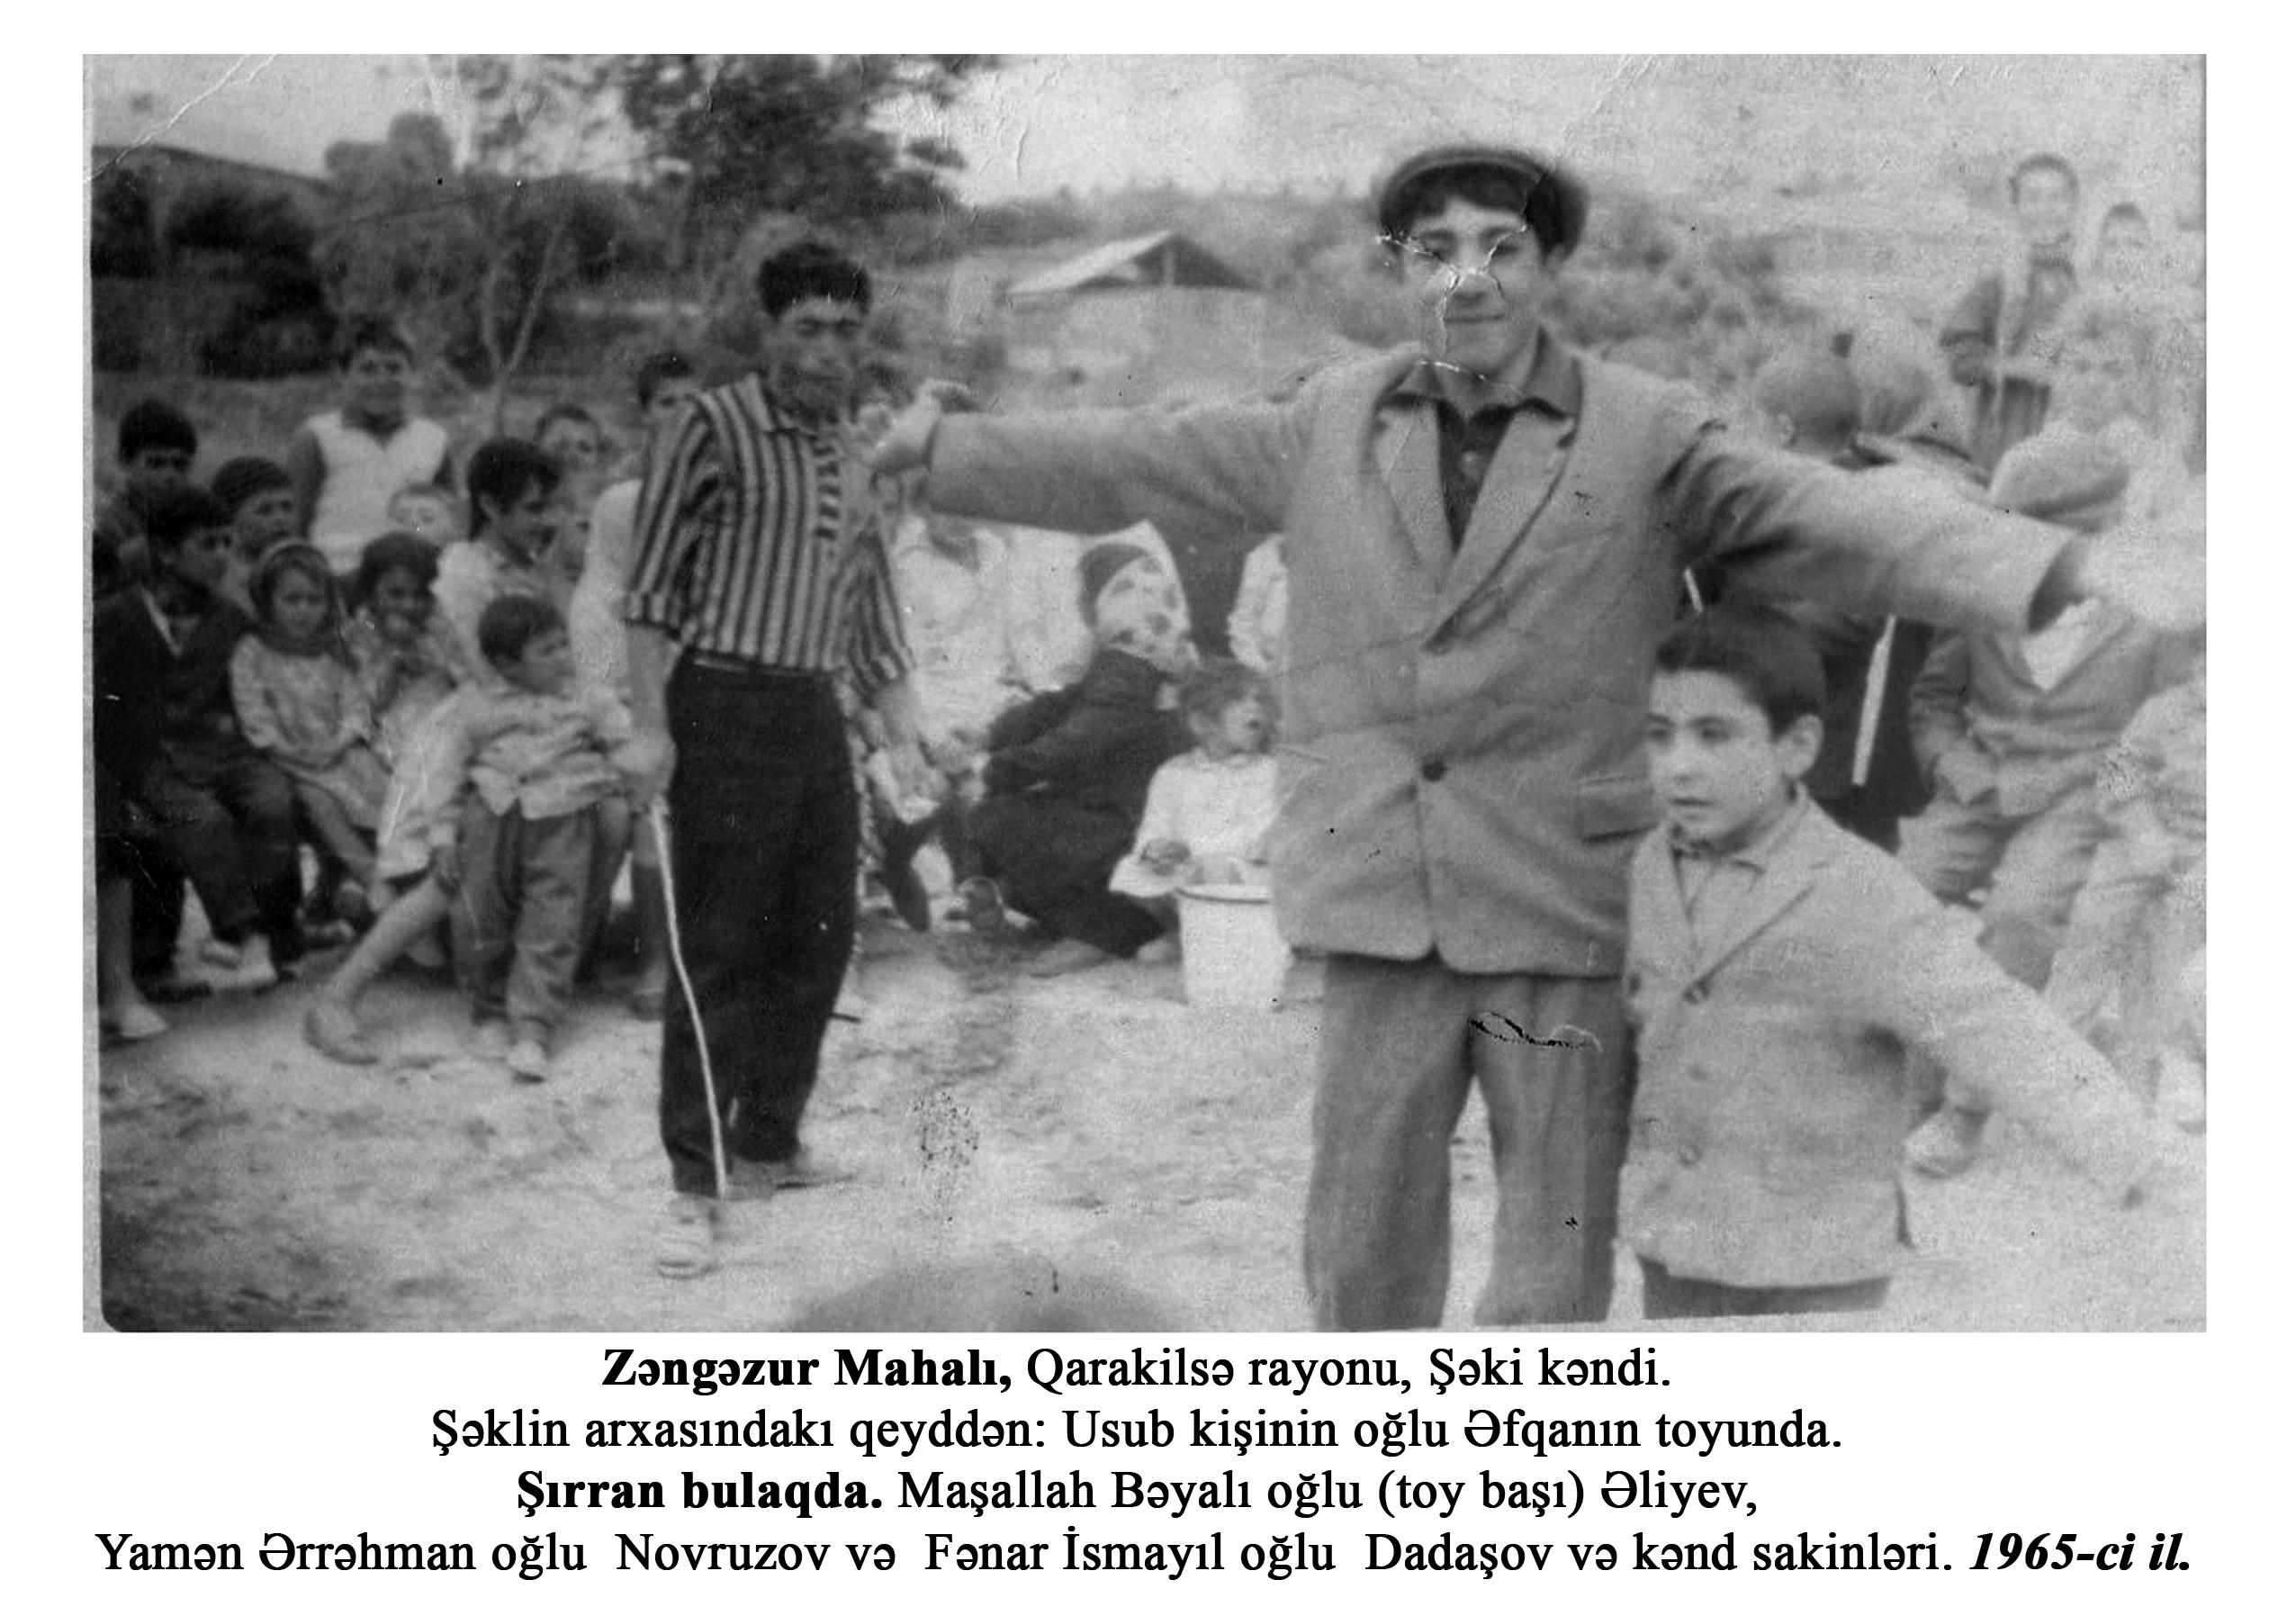 Zəngəzur Mahalı, Qarakilsə rayonu, Şəki kəndi.
Şəklin arxasındakı qeyddən: Usub kişinin oğlu Əfqanın toyunda.
Şırran bulaqda. Maşallah Bəyalı oğlu (toy başı) Əliyev,
Yamən Ərrəhman oğlu Novruzov və Fənar İsmayıl oğlu Dadaşov və kənd sakinləri. 1965-ci il.